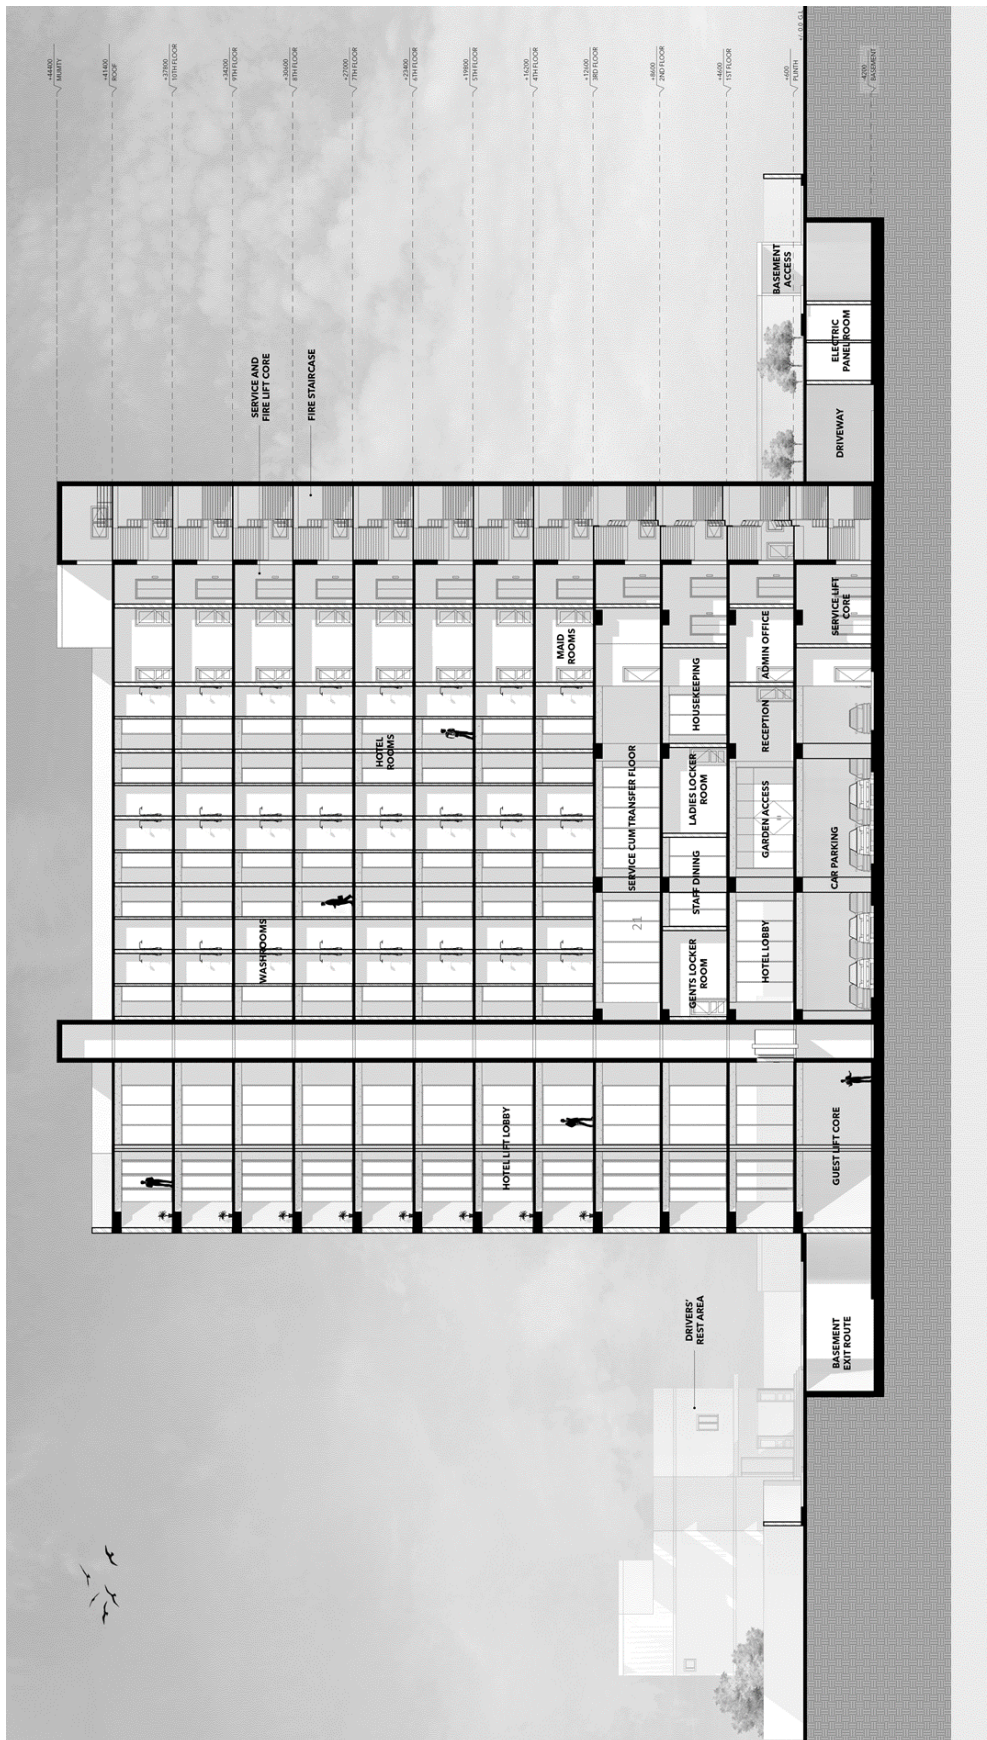 +44400
MUMTY
+41400
ROOF
+37800
10TH FLOOR
+34200
9TH FLOOR
+30600
8TH FLOOR
+27000
7TH FLOOR
+23400
6TH FLOOR
+19800
5TH FLOOR
+16200
4TH FLOOR
+12600
3RD FLOOR
+8600
2ND FLOOR
+4600
1ST FLOOR
+600
PLINTH
+/- 0.0 G.L
-4200
BASEMENT
SERVICE AND
FIRE LIFT CORE
FIRE STAIRCASE
BASEMENT
ACCESS
ELECTRIC
PANEL ROOM
DRIVEWAY
WASHROOMS
HOTEL
ROOMS
MAID
ROOMS
HOTEL LIFT LOBBY
SERVICE CUM TRANSFER FLOOR
21
GENTS LOCKER
ROOM
STAFF DINING
LADIES LOCKER
ROOM
HOUSEKEEPING
HOTEL LOBBY
GARDEN ACCESS
RECEPTION
ADMIN OFFICE
GUEST LIFT CORE
CAR PARKING
SERVICE LIFT
CORE
DRIVERS'
REST AREA
BASEMENT
EXIT ROUTE